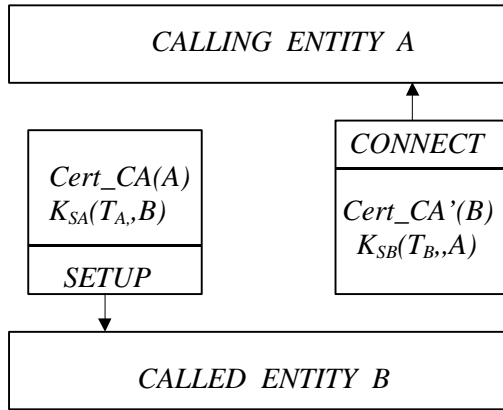 CALLING ENTITY A
Cert_CA(A)
K_SA(T_A,,B)
SETUP
CONNECT
Cert_CA’(B)
K_SB(T_B,,A)
CALLED ENTITY B